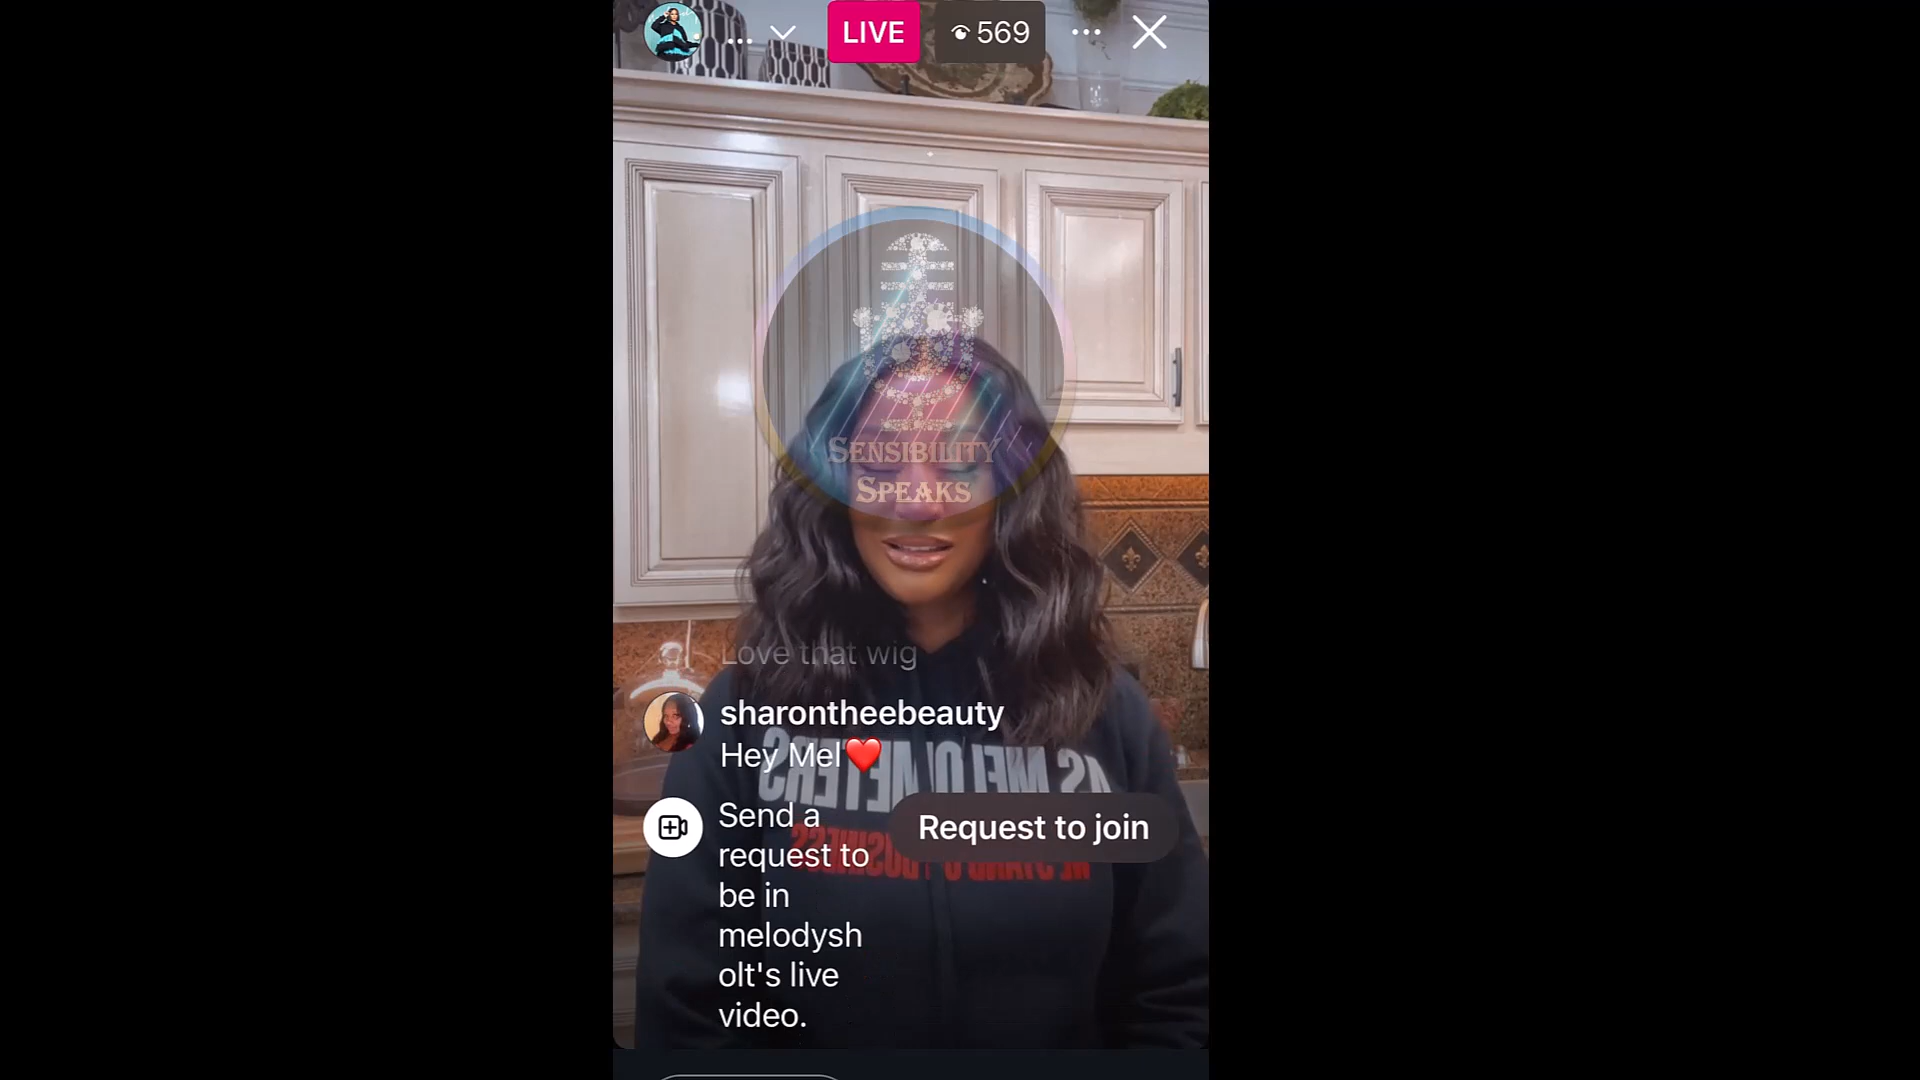 ... LIVE 569 ...
SENSIBILITY
SPEAKS
Love that wig
sharontheebeauty
Hey Mel❤️
Send a
request to
be in
melodysh
olt's live
video.
Request to join